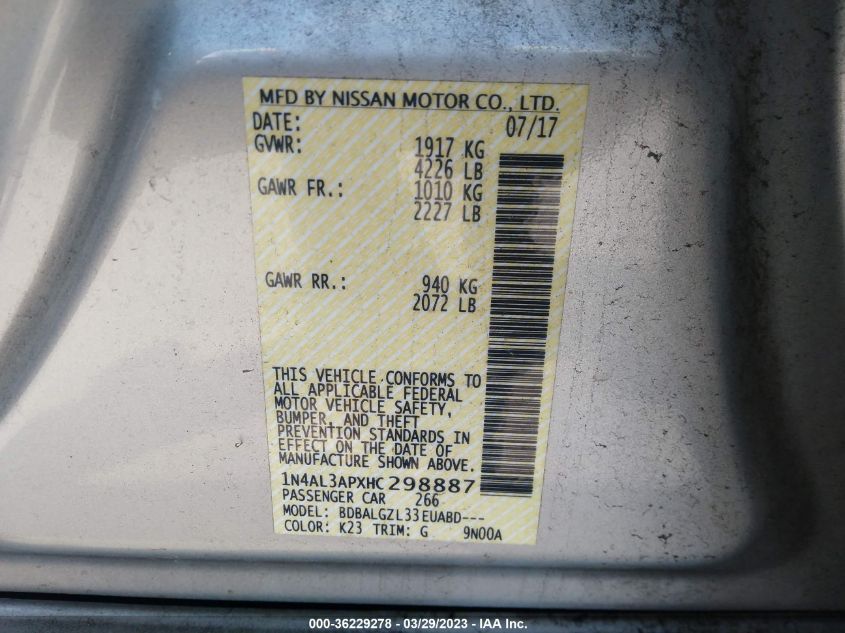 MFD BY NISSAN MOTOR CO., LTD.
DATE: 07/17
GVWR: 1917 KG
4226 LB
GAWR FR.: 1010 KG
2227 LB
GAWR RR.: 940 KG
2072 LB
THIS VEHICLE CONFORMS TO
ALL APPLICABLE FEDERAL
MOTOR VEHICLE SAFETY,
BUMPER, AND THEFT
PREVENTION STANDARDS IN
EFFECT ON THE DATE OF
MANUFACTURE SHOWN ABOVE.
1N4AL3APXHC298887
PASSENGER CAR 266
MODEL: BDBALGZL33EUABD---
COLOR: K23 TRIM: G 9N00A
000-36229278 - 03/29/2023 - IAA Inc.